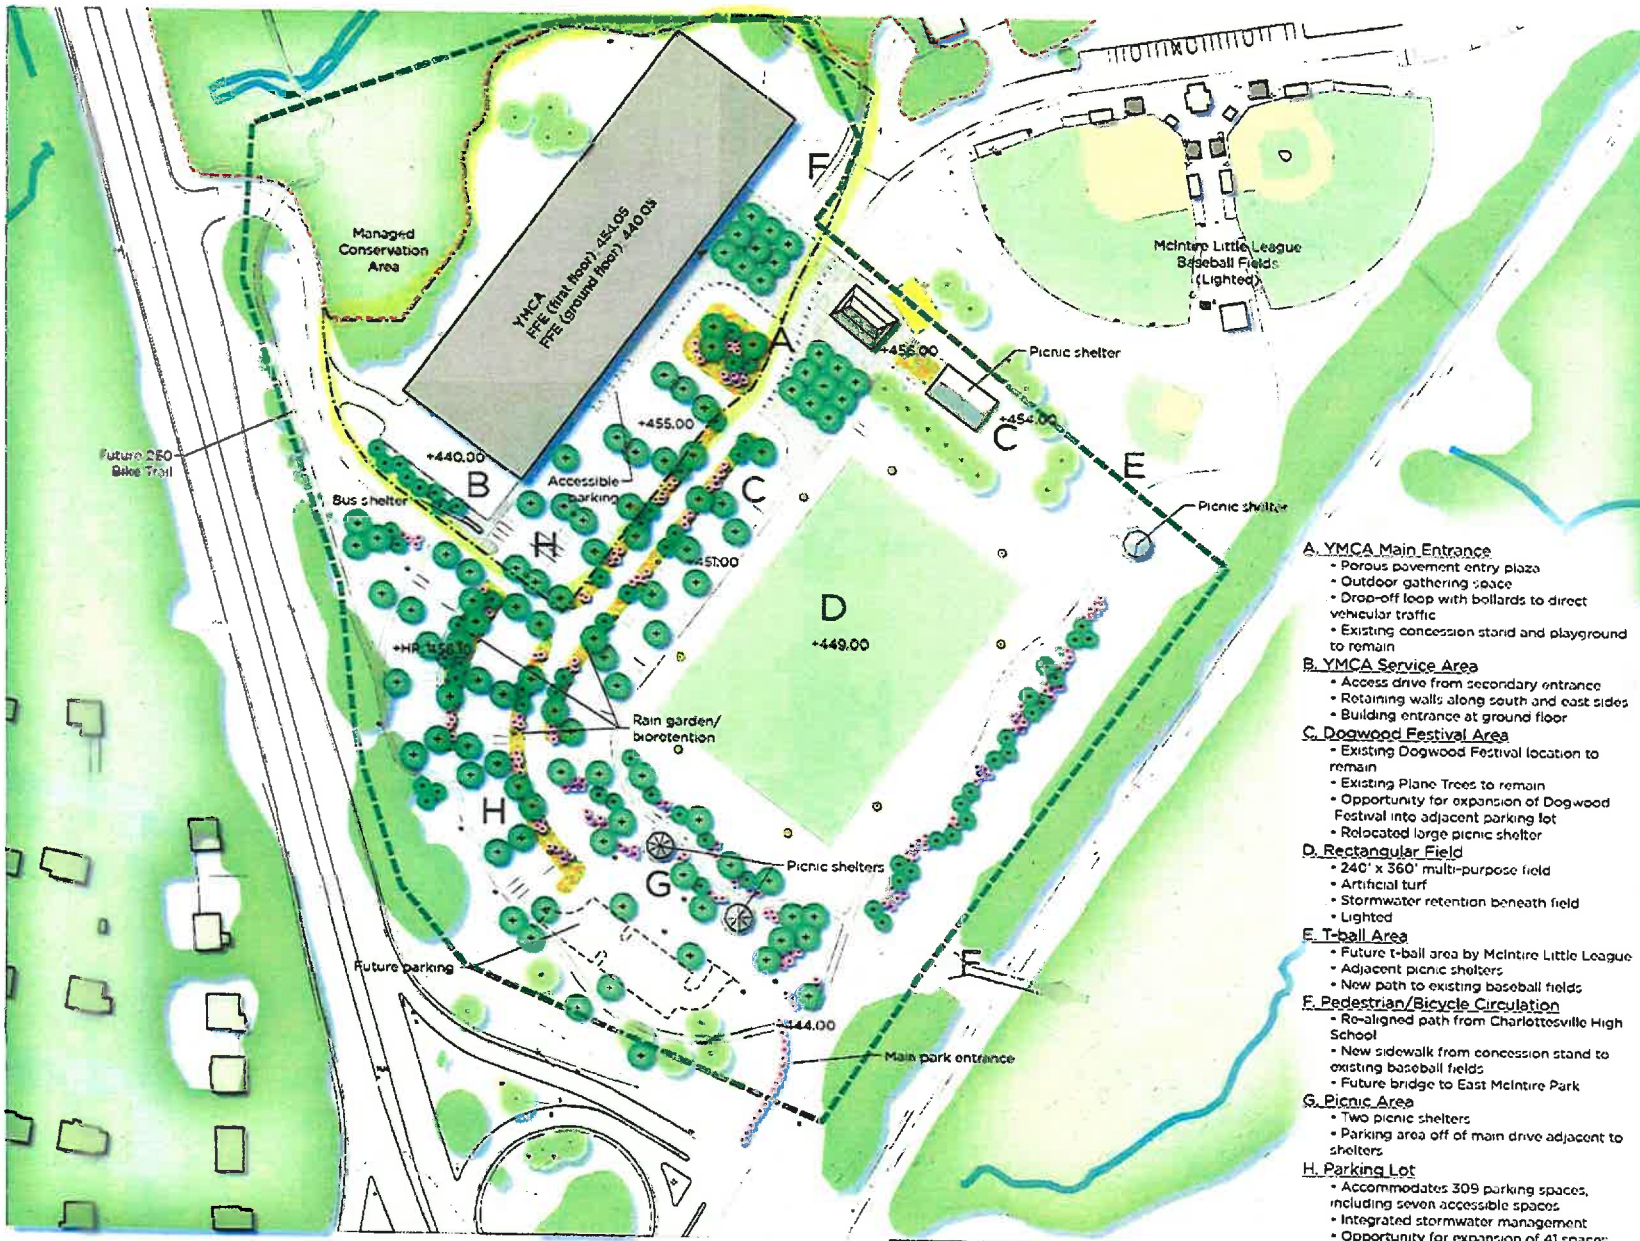 F
McIntire Little League
Baseball Fields
(Lighted)
Managed
Conservation
Area
YMCA
FFE (first floor) 454.05
FFE (ground floor) 440.05
A
+456.00
Picnic shelter
+454.00
C
+455.00
Future 250
Bike Trail
+440.00
B
Bus shelter
Accessible
parking
C
E
Picnic shelter
H
D
+449.00
Rain garden/
bioretention
H
Picnic shelters
G
Future parking
F
Main park entrance
A. YMCA Main Entrance
• Porous pavement entry plaza
• Outdoor gathering space
• Drop-off loop with bollards to direct
vehicular traffic
• Existing concession stand and playground
to remain
B. YMCA Service Area
• Access drive from secondary entrance
• Retaining walls along south and east sides
• Building entrance at ground floor
C. Dogwood Festival Area
• Existing Dogwood Festival location to
remain
• Existing Plane Trees to remain
• Opportunity for expansion of Dogwood
Festival into adjacent parking lot
• Relocated large picnic shelter
D. Rectangular Field
• 240' x 360' multi-purpose field
• Artificial turf
• Stormwater retention beneath field
• Lighted
E. T-ball Area
• Future t-ball area by McIntire Little League
• Adjacent picnic shelters
• New path to existing baseball fields
F. Pedestrian/Bicycle Circulation
• Re-aligned path from Charlottesville High
School
• New sidewalk from concession stand to
existing baseball fields
• Future bridge to East McIntire Park
G. Picnic Area
• Two picnic shelters
• Parking area off of main drive adjacent to
shelters
H. Parking Lot
• Accommodates 309 parking spaces,
including seven accessible spaces
• Integrated stormwater management
• Opportunity for expansion of 41 spaces